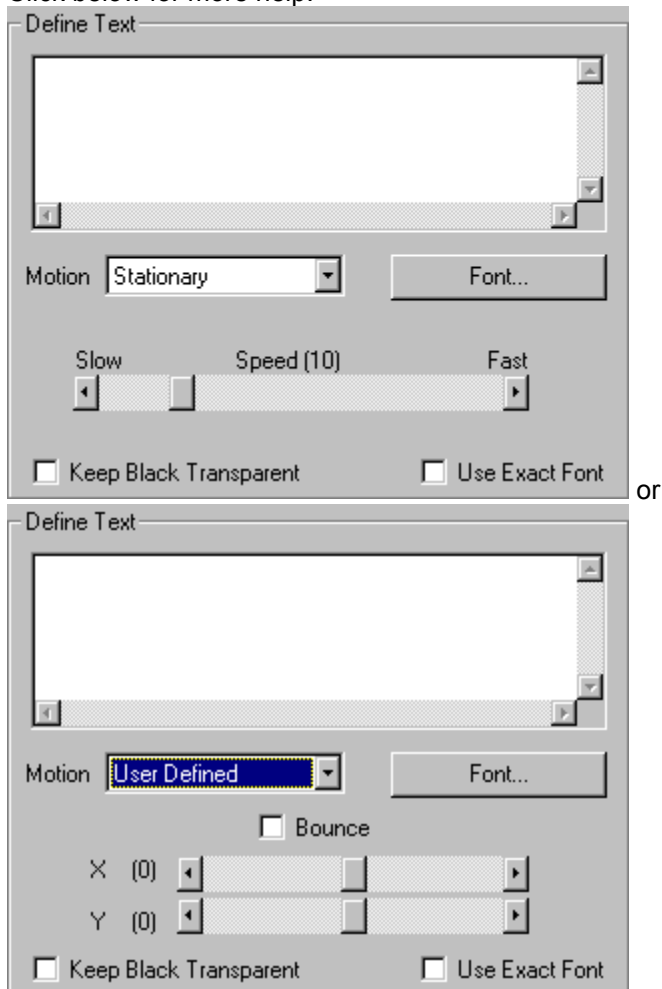 Click below for more help.
Define Text
Motion Stationary Font...
Slow Speed (10) Fast
Keep Black Transparent Use Exact Font
or
Define Text
Motion User Defined Font...
Bounce
X (0)
Y (0)
Keep Black Transparent Use Exact Font